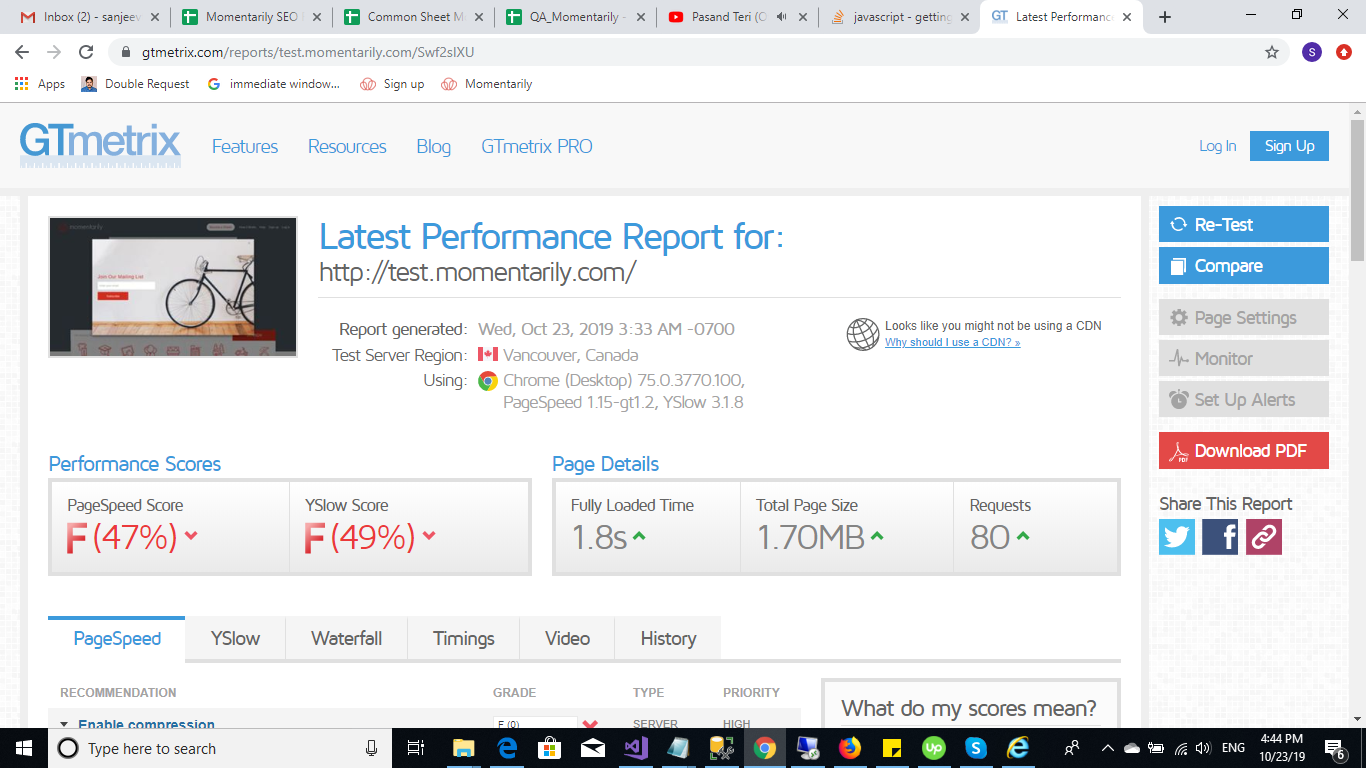 Inbox (2) - sanjeev
Momentarily SEO
Common Sheet M
QA_Momentarily -
Pasand Teri (O
javascript - getting
GT Latest Performanc
gtmetrix.com/reports/test.momentarily.com/Swf2slXU
S
Apps
Double Request
immediate window...
Sign up
Momentarily
GTmetrix
Features
Resources
Blog
GTmetrix PRO
Log In
Sign Up
momentarily
Join Our Mailing List
Latest Performance Report for:
http://test.momentarily.com/
Report generated: Wed, Oct 23, 2019 3:33 AM -0700
Test Server Region: Vancouver, Canada
Using: Chrome (Desktop) 75.0.3770.100,
PageSpeed 1.15-gt1.2, YSlow 3.1.8
Looks like you might not be using a CDN
Why should I use a CDN? »
Re-Test
Compare
Page Settings
Monitor
Set Up Alerts
PDF Download PDF
Share This Report
Performance Scores
PageSpeed Score
F (47%)
YSlow Score
F (49%)
Page Details
Fully Loaded Time
1.8s
Total Page Size
1.70MB
Requests
80
PageSpeed
YSlow
Waterfall
Timings
Video
History
RECOMMENDATION GRADE TYPE PRIORITY
Enable compression F (0) SERVER HIGH
What do my scores mean?
Type here to search
up
ENG
4:44 PM
10/23/19
6